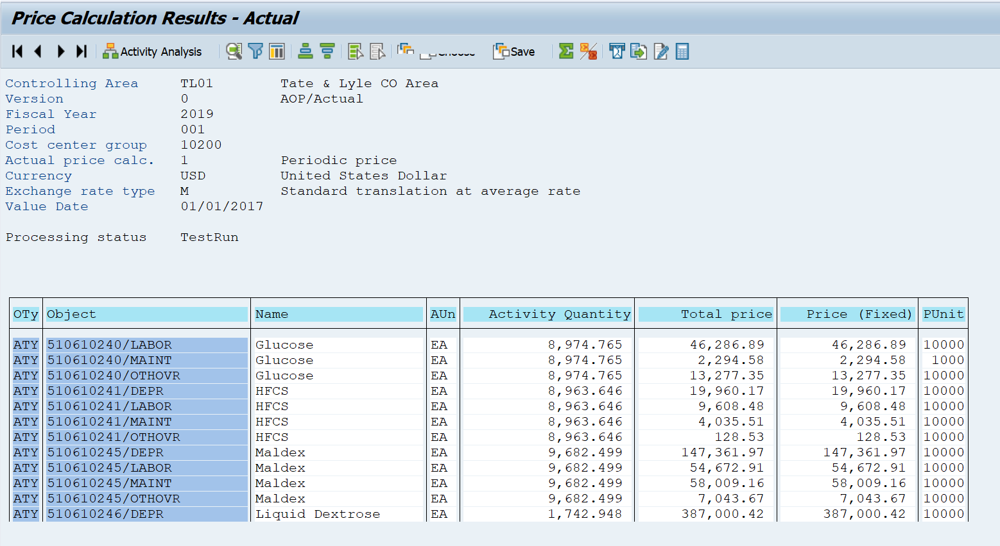 Price Calculation Results - Actual
Activity Analysis Save
Controlling Area TL01 Tate & Lyle CO Area
Version 0 AOP/Actual
Fiscal Year 2019
Period 001
Cost center group 10200
Actual price calc. 1 Periodic price
Currency USD United States Dollar
Exchange rate type M Standard translation at average rate
Value Date 01/01/2017
Processing status TestRun
OTy Object Name AUn Activity Quantity Total price Price (Fixed) PUnit
ATY 510610240/LABOR Glucose EA 8,974.765 46,286.89 46,286.89 10000
ATY 510610240/MAINT Glucose EA 8,974.765 2,294.58 2,294.58 1000
ATY 510610240/OTHOVR Glucose EA 8,974.765 13,277.35 13,277.35 10000
ATY 510610241/DEPR HFCS EA 8,963.646 19,960.17 19,960.17 10000
ATY 510610241/LABOR HFCS EA 8,963.646 9,608.48 9,608.48 10000
ATY 510610241/MAINT HFCS EA 8,963.646 4,035.51 4,035.51 10000
ATY 510610241/OTHOVR HFCS EA 8,963.646 128.53 128.53 10000
ATY 510610245/DEPR Maldex EA 9,682.499 147,361.97 147,361.97 10000
ATY 510610245/LABOR Maldex EA 9,682.499 54,672.91 54,672.91 10000
ATY 510610245/MAINT Maldex EA 9,682.499 58,009.16 58,009.16 10000
ATY 510610245/OTHOVR Maldex EA 9,682.499 7,043.67 7,043.67 10000
ATY 510610246/DEPR Liquid Dextrose EA 1,742.948 387,000.42 387,000.42 10000